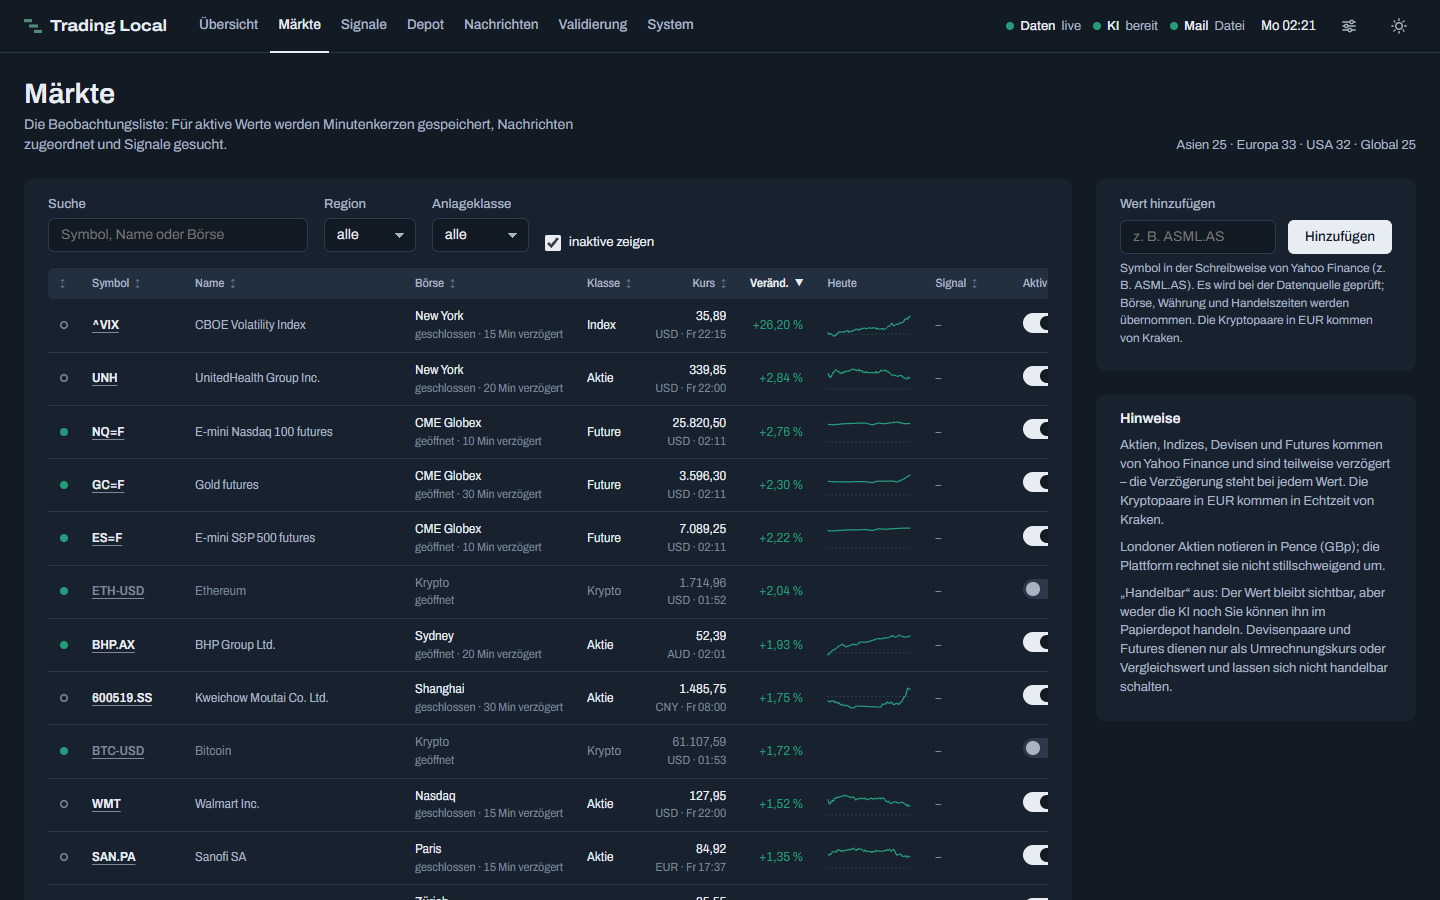 Trading Local Übersicht Märkte Signale Depot Nachrichten Validierung System Daten live KI bereit Mail Datei Mo 02:21
Märkte
Die Beobachtungsliste: Für aktive Werte werden Minutenkerzen gespeichert, Nachrichten
zugeordnet und Signale gesucht.
Asien 25 · Europa 33 · USA 32 · Global 25
Suche Region Anlageklasse
Symbol, Name oder Börse alle alle inaktive zeigen
Symbol Name Börse Klasse Kurs Veränd. ▼ Heute Signal Aktiv
^VIX CBOE Volatility Index New York Index 35,89 +26,20 % –
geschlossen · 15 Min verzögert USD · Fr 22:15
UNH UnitedHealth Group Inc. New York Aktie 339,85 +2,84 % –
geschlossen · 20 Min verzögert USD · Fr 22:00
NQ=F E-mini Nasdaq 100 futures CME Globex Future 25.820,50 +2,76 % –
geöffnet · 10 Min verzögert USD · 02:11
GC=F Gold futures CME Globex Future 3.596,30 +2,30 % –
geöffnet · 30 Min verzögert USD · 02:11
ES=F E-mini S&P 500 futures CME Globex Future 7.089,25 +2,22 % –
geöffnet · 10 Min verzögert USD · 02:11
ETH-USD Ethereum Krypto Krypto 1.714,96 +2,04 % –
geöffnet USD · 01:52
BHP.AX BHP Group Ltd. Sydney Aktie 52,39 +1,93 % –
geöffnet · 20 Min verzögert AUD · 02:01
600519.SS Kweichow Moutai Co. Ltd. Shanghai Aktie 1.485,75 +1,75 % –
geschlossen · 30 Min verzögert CNY · Fr 08:00
BTC-USD Bitcoin Krypto Krypto 61.107,59 +1,72 % –
geöffnet USD · 01:53
WMT Walmart Inc. Nasdaq Aktie 127,95 +1,52 % –
geschlossen · 15 Min verzögert USD · Fr 22:00
SAN.PA Sanofi SA Paris Aktie 84,92 +1,35 % –
geschlossen · 15 Min verzögert EUR · Fr 17:37
Wert hinzufügen
z. B. ASML.AS Hinzufügen
Symbol in der Schreibweise von Yahoo Finance (z.
B. ASML.AS). Es wird bei der Datenquelle geprüft;
Börse, Währung und Handelszeiten werden
übernommen. Die Kryptopaare in EUR kommen
von Kraken.
Hinweise
Aktien, Indizes, Devisen und Futures kommen
von Yahoo Finance und sind teilweise verzögert
– die Verzögerung steht bei jedem Wert. Die
Kryptopaare in EUR kommen in Echtzeit von
Kraken.
Londoner Aktien notieren in Pence (GBp); die
Plattform rechnet sie nicht stillschweigend um.
„Handelbar“ aus: Der Wert bleibt sichtbar, aber
weder die KI noch Sie können ihn im
Papierdepot handeln. Devisenpaare und
Futures dienen nur als Umrechnungskurs oder
Vergleichswert und lassen sich nicht handelbar
schalten.